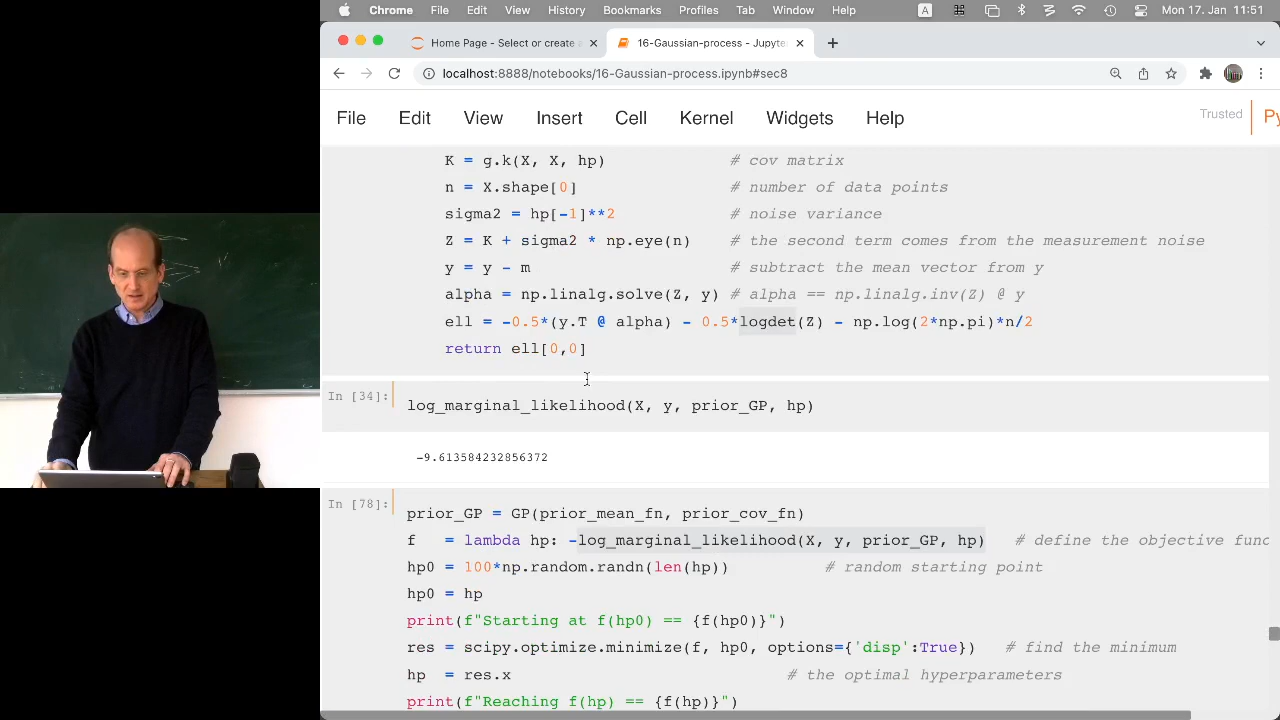 Chrome File Edit View History Bookmarks Profiles Tab Window Help A Mon 17. Jan 11:51
Home Page - Select or create a
16-Gaussian-process - Jupyte
localhost:8888/notebooks/16-Gaussian-process.ipynb#sec8
File Edit View Insert Cell Kernel Widgets Help Trusted Py
K = g.k(X, X, hp) # cov matrix
n = X.shape[0] # number of data points
sigma2 = hp[-1]**2 # noise variance
Z = K + sigma2 * np.eye(n) # the second term comes from the measurement noise
y = y - m # subtract the mean vector from y
alpha = np.linalg.solve(Z, y) # alpha == np.linalg.inv(Z) @ y
ell = -0.5*(y.T @ alpha) - 0.5*logdet(Z) - np.log(2*np.pi)*n/2
return ell[0,0]
In [34]:
log_marginal_likelihood(X, y, prior_GP, hp)
-9.613584232856372
In [78]:
prior_GP = GP(prior_mean_fn, prior_cov_fn)
f = lambda hp: -log_marginal_likelihood(X, y, prior_GP, hp) # define the objective func
hp0 = 100*np.random.randn(len(hp)) # random starting point
hp0 = hp
print(f"Starting at f(hp0) == {f(hp0)}")
res = scipy.optimize.minimize(f, hp0, options={'disp':True}) # find the minimum
hp = res.x # the optimal hyperparameters
print(f"Reaching f(hp) == {f(hp)}")